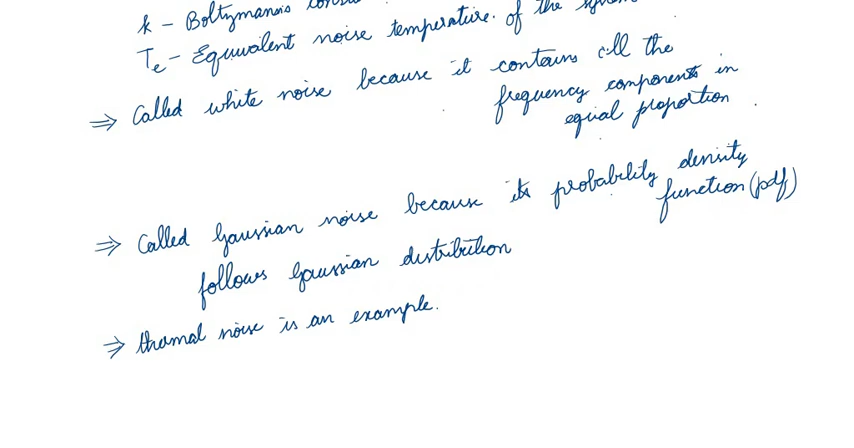 k - Boltzmann's
Te - Equivalent noise temperature. of the
⇒ Called white noise because it contains all the
frequency components in
equal proportion .
⇒ Called Gaussian noise because its probability density
function (pdf)
follows Gaussian distribution
⇒ thermal noise is an example.